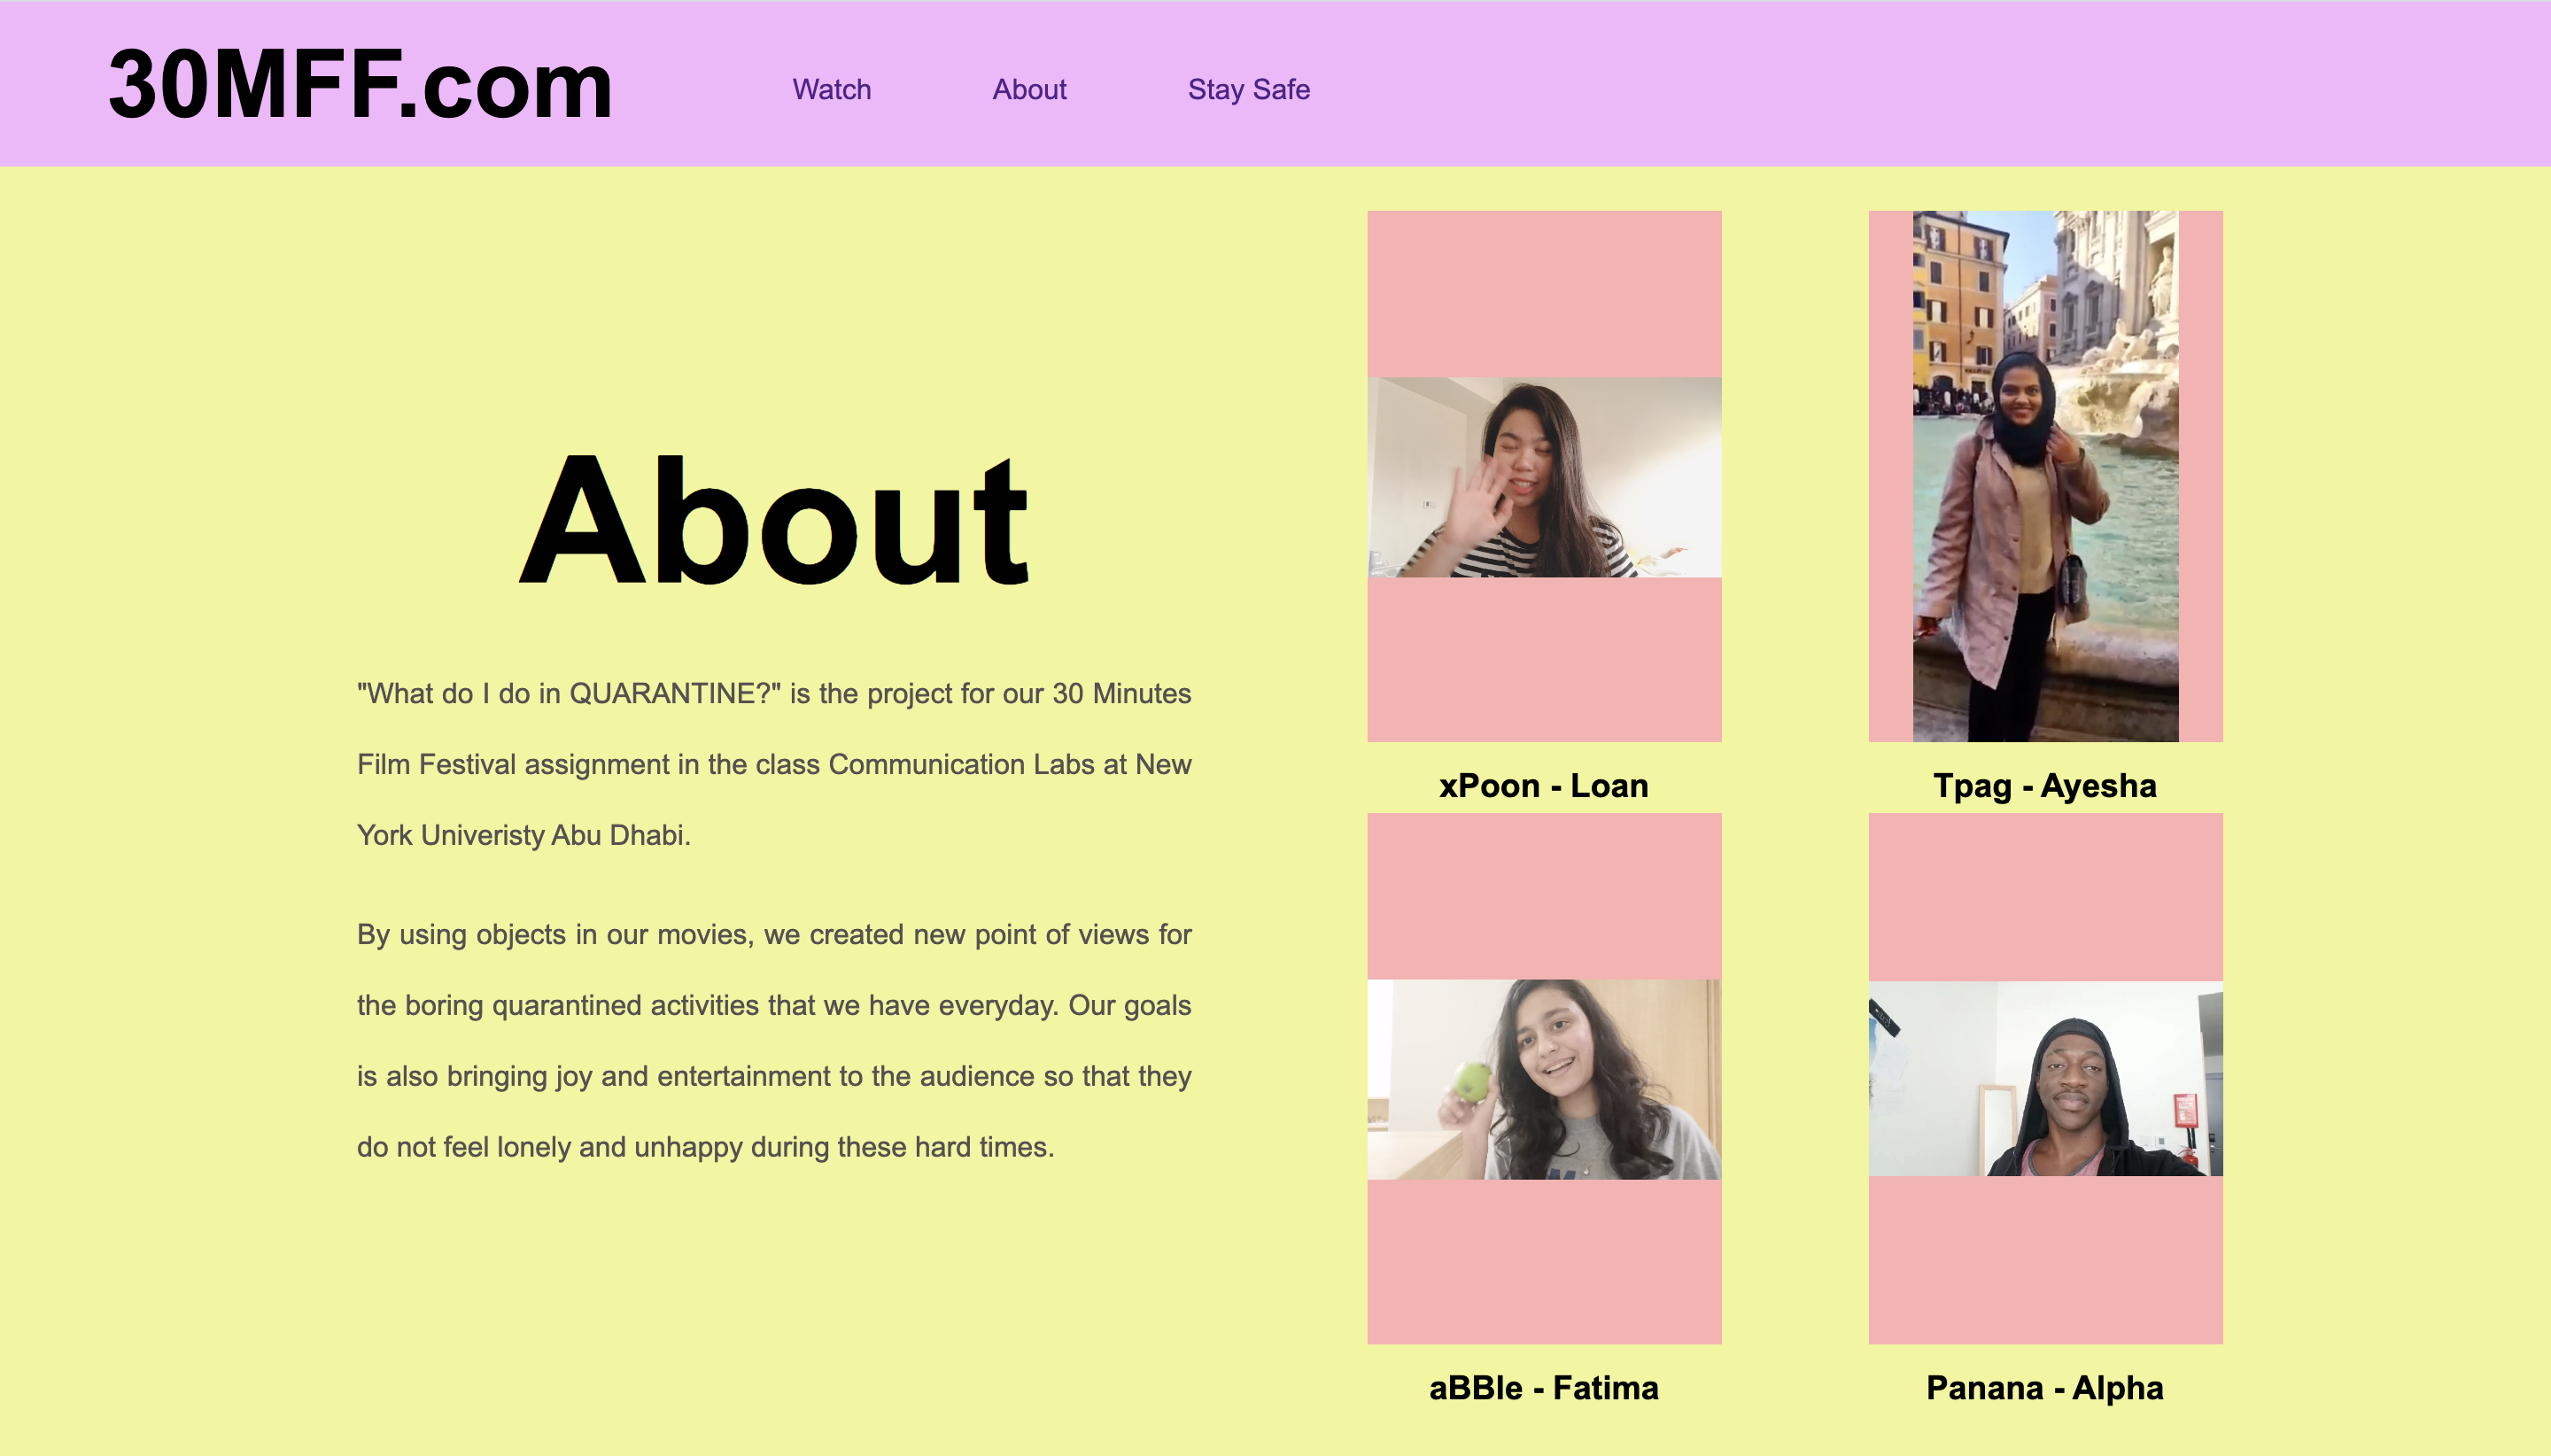 30MFF.com
Watch
About
Stay Safe
About
"What do I do in QUARANTINE?" is the project for our 30 Minutes
Film Festival assignment in the class Communication Labs at New
York Univeristy Abu Dhabi.
By using objects in our movies, we created new point of views for
the boring quarantined activities that we have everyday. Our goals
is also bringing joy and entertainment to the audience so that they
do not feel lonely and unhappy during these hard times.
xPoon - Loan
Tpag - Ayesha
aBBle - Fatima
Panana - Alpha